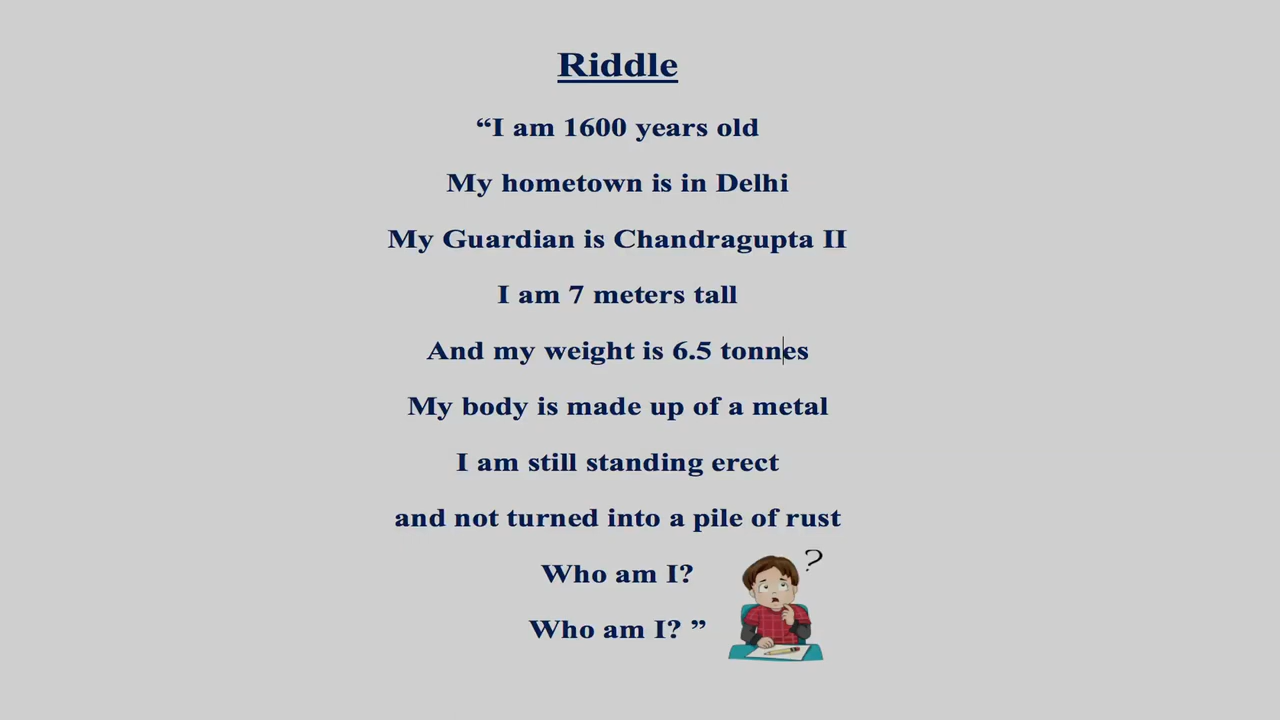 Riddle
“I am 1600 years old
My hometown is in Delhi
My Guardian is Chandragupta II
I am 7 meters tall
And my weight is 6.5 tonnes
My body is made up of a metal
I am still standing erect
and not turned into a pile of rust
Who am I?
Who am I? ”
?